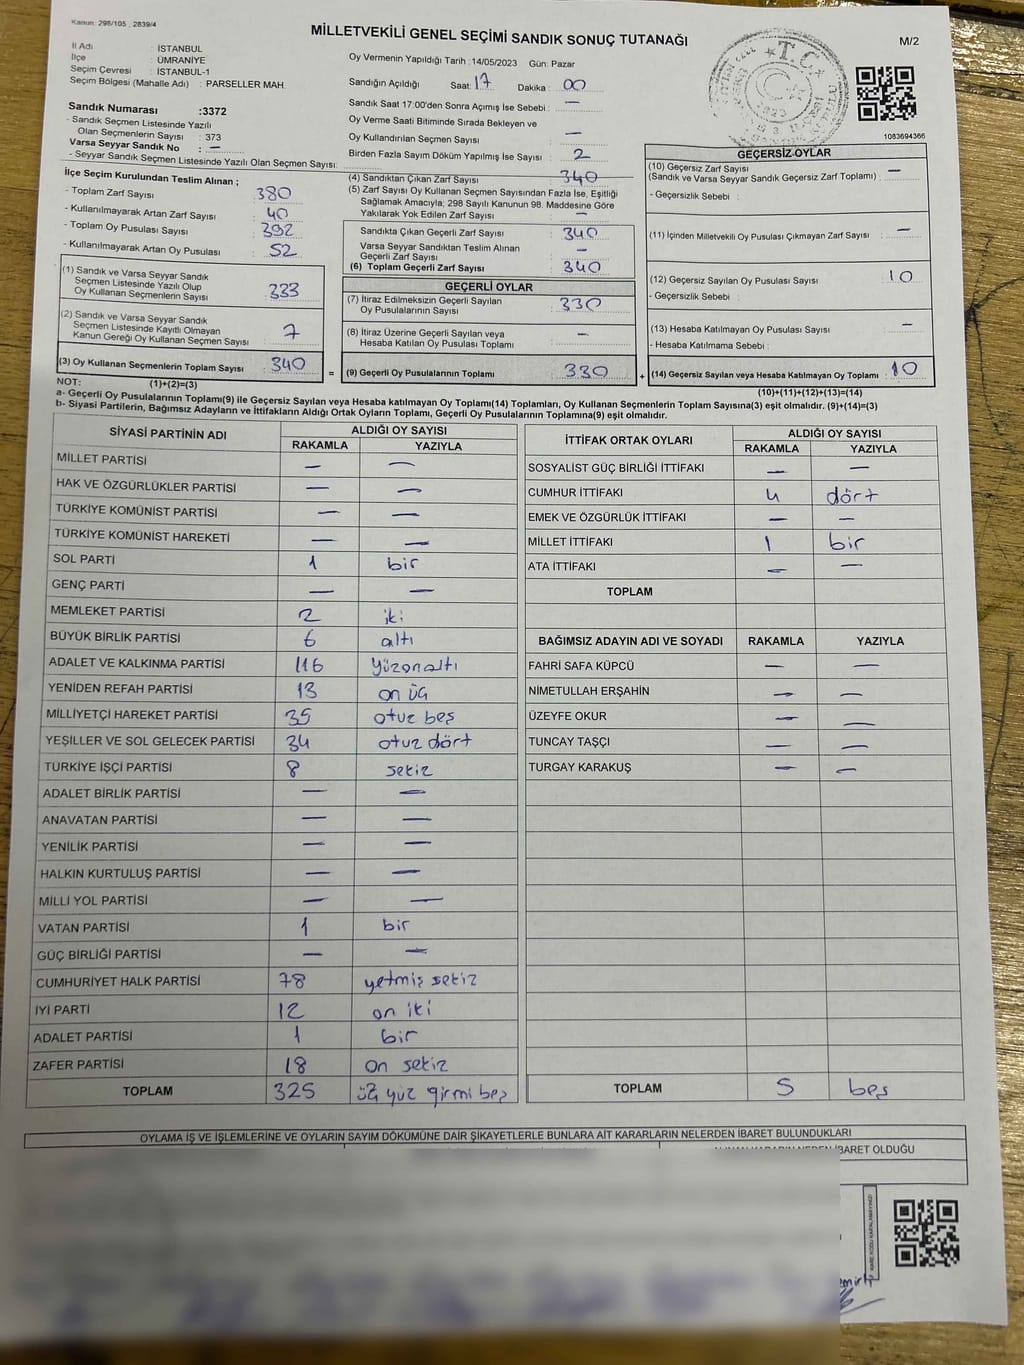 Kanun: 298/105 , 2839/4
MİLLETVEKİLİ GENEL SEÇİMİ SANDIK SONUÇ TUTANAĞI
M/2
İl Adı : İSTANBUL
İlçe : ÜMRANİYE
Seçim Çevresi : İSTANBUL-1
Seçim Bölgesi (Mahalle Adı) : PARSELLER MAH.
Sandık Numarası :3372
- Sandık Seçmen Listesinde Yazılı
Olan Seçmenlerin Sayısı : 373
Varsa Seyyar Sandık No : —
- Seyyar Sandık Seçmen Listesinde Yazılı Olan Seçmen Sayısı:
Oy Vermenin Yapıldığı Tarih :14/05/2023 Gün: Pazar
Sandığın Açıldığı Saat: 17 Dakika : 00
Sandık Saat 17:00'den Sonra Açımış İse Sebebi : —
Oy Verme Saati Bitiminde Sırada Bekleyen ve
Oy Kullandırılan Seçmen Sayısı : —
Birden Fazla Sayım Döküm Yapılmış İse Sayısı : 2
T.C.
2023
1083694366
İlçe Seçim Kurulundan Teslim Alınan ;
- Toplam Zarf Sayısı : 380
- Kullanılmayarak Artan Zarf Sayısı : 40
- Toplam Oy Pusulası Sayısı : 392
- Kullanılmayarak Artan Oy Pusulası : 52
(1) Sandık ve Varsa Seyyar Sandık
Seçmen Listesinde Yazılı Olup
Oy Kullanan Seçmenlerin Sayısı : 333
(2) Sandık ve Varsa Seyyar Sandık
Seçmen Listesinde Kayıtlı Olmayan
Kanun Gereği Oy Kullanan Seçmen Sayısı : 7
(3) Oy Kullanan Seçmenlerin Toplam Sayısı : 340
(1)+(2)=(3)
(4) Sandıktan Çıkan Zarf Sayısı : 340
(5) Zarf Sayısı Oy Kullanan Seçmen Sayısından Fazla İse, Eşitliği
Sağlamak Amacıyla; 298 Sayılı Kanunun 98. Maddesine Göre
Yakılarak Yok Edilen Zarf Sayısı : —
Sandıkta Çıkan Geçerli Zarf Sayısı : 340
Varsa Seyyar Sandıktan Teslim Alınan
Geçerli Zarf Sayısı : —
(6) Toplam Geçerli Zarf Sayısı : 340
GEÇERLİ OYLAR
(7) İtiraz Edilmeksizin Geçerli Sayılan
Oy Pusulalarının Sayısı : 330
(8) İtiraz Üzerine Geçerli Sayılan veya
Hesaba Katılan Oy Pusulası Toplamı : —
= (9) Geçerli Oy Pusulalarının Toplamı : 330
GEÇERSİZ OYLAR
(10) Geçersiz Zarf Sayısı
(Sandık ve Varsa Seyyar Sandık Geçersiz Zarf Toplamı) : —
- Geçersizlik Sebebi :
(11) İçinden Milletvekili Oy Pusulası Çıkmayan Zarf Sayısı : —
(12) Geçersiz Sayılan Oy Pusulası Sayısı : 10
- Geçersizlik Sebebi :
(13) Hesaba Katılmayan Oy Pusulası Sayısı : —
- Hesaba Katılmama Sebebi :
+ (14) Geçersiz Sayılan veya Hesaba Katılmayan Oy Toplamı : 10
(10)+(11)+(12)+(13)=(14)
NOT:
a- Geçerli Oy Pusulalarının Toplamı(9) ile Geçersiz Sayılan veya Hesaba katılmayan Oy Toplamı(14) Toplamları, Oy Kullanan Seçmenlerin Toplam Sayısına(3) eşit olmalıdır. (9)+(14)=(3)
b- Siyasi Partilerin, Bağımsız Adayların ve İttifakların Aldığı Ortak Oyların Toplamı, Geçerli Oy Pusulalarının Toplamına(9) eşit olmalıdır.
SİYASİ PARTİNİN ADI ALDIĞI OY SAYISI
RAKAMLA YAZIYLA
MİLLET PARTİSİ — —
HAK VE ÖZGÜRLÜKLER PARTİSİ — —
TÜRKİYE KOMÜNİST PARTİSİ — —
TÜRKİYE KOMÜNİST HAREKETİ — —
SOL PARTİ 1 bir
GENÇ PARTİ — —
MEMLEKET PARTİSİ 2 iki
BÜYÜK BİRLİK PARTİSİ 6 altı
ADALET VE KALKINMA PARTİSİ 116 yüzonaltı
YENİDEN REFAH PARTİSİ 13 on üç
MİLLİYETÇİ HAREKET PARTİSİ 35 otuz beş
YEŞİLLER VE SOL GELECEK PARTİSİ 34 otuz dört
TÜRKİYE İŞÇİ PARTİSİ 8 sekiz
ADALET BİRLİK PARTİSİ — —
ANAVATAN PARTİSİ — —
YENİLİK PARTİSİ — —
HALKIN KURTULUŞ PARTİSİ — —
MİLLİ YOL PARTİSİ — —
VATAN PARTİSİ 1 bir
GÜÇ BİRLİĞİ PARTİSİ — —
CUMHURİYET HALK PARTİSİ 78 yetmiş sekiz
İYİ PARTİ 12 on iki
ADALET PARTİSİ 1 bir
ZAFER PARTİSİ 18 on sekiz
TOPLAM 325 üç yüz girmi beş
İTTİFAK ORTAK OYLARI ALDIĞI OY SAYISI
RAKAMLA YAZIYLA
SOSYALİST GÜÇ BİRLİĞİ İTTİFAKI — —
CUMHUR İTTİFAKI 4 dört
EMEK VE ÖZGÜRLÜK İTTİFAKI — —
MİLLET İTTİFAKI 1 bir
ATA İTTİFAKI — —
TOPLAM
BAĞIMSIZ ADAYIN ADI VE SOYADI RAKAMLA YAZIYLA
FAHRİ SAFA KÜPCÜ — —
NİMETULLAH ERŞAHİN — —
ÜZEYFE OKUR — —
TUNCAY TAŞÇI — —
TURGAY KARAKUŞ — —
TOPLAM 5 beş
OYLAMA İŞ VE İŞLEMLERİNE VE OYLARIN SAYIM DÖKÜMÜNE DAİR ŞİKAYETLERLE BUNLARA AİT KARARLARIN NELERDEN İBARET BULUNDUKLARI
İBARET OLDUĞU